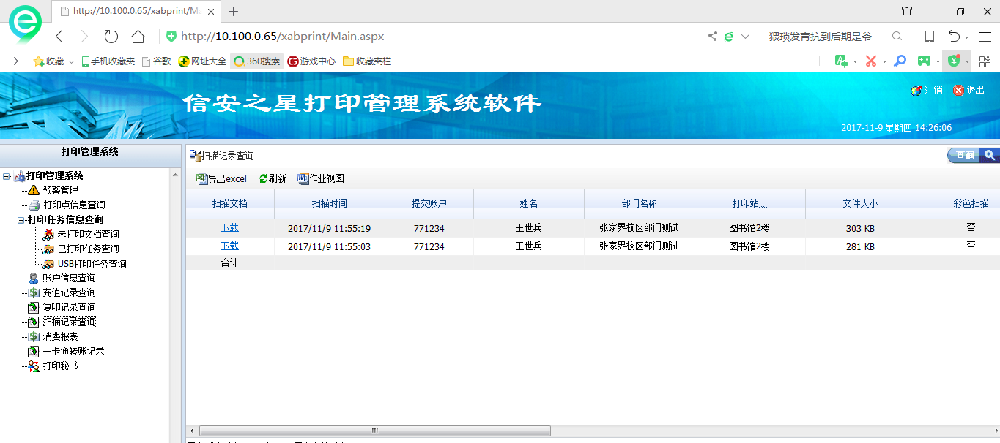 http://10.100.0.65/xabprint/Ma
http://10.100.0.65/xabprint/Main.aspx
猥琐发育抗到后期是爷
收藏 手机收藏夹 谷歌 网址大全 360搜索 游戏中心 收藏夹栏
信安之星打印管理系统软件
注销 退出
2017-11-9 星期四 14:26:06
打印管理系统
打印管理系统
预警管理
打印点信息查询
打印任务信息查询
未打印文档查询
已打印任务查询
USB打印任务查询
账户信息查询
充值记录查询
复印记录查询
扫描记录查询
消费报表
一卡通转账记录
打印秘书
扫描记录查询
查询
导出excel 刷新 作业视图
扫描文档 扫描时间 提交账户 姓名 部门名称 打印站点 文件大小 彩色扫描
下载 2017/11/9 11:55:19 771234 王世兵 张家界校区部门测试 图书馆2楼 303 KB 否
下载 2017/11/9 11:55:03 771234 王世兵 张家界校区部门测试 图书馆2楼 281 KB 否
合计